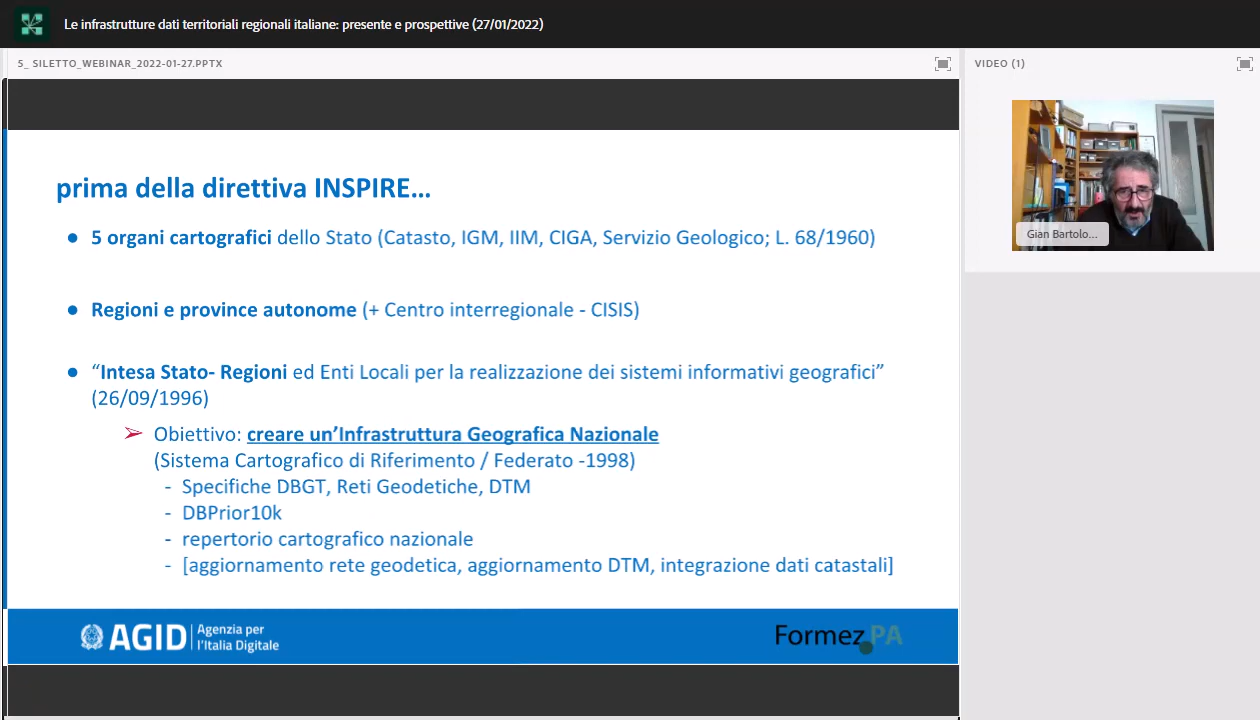 Le infrastrutture dati territoriali regionali italiane: presente e prospettive (27/01/2022)
5_ SILETTO_WEBINAR_2022-01-27.PPTX
VIDEO (1)
prima della direttiva INSPIRE...
● 5 organi cartografici dello Stato (Catasto, IGM, IIM, CIGA, Servizio Geologico; L. 68/1960)
● Regioni e province autonome (+ Centro interregionale - CISIS)
● “Intesa Stato- Regioni ed Enti Locali per la realizzazione dei sistemi informativi geografici”
(26/09/1996)
➢ Obiettivo: creare un’Infrastruttura Geografica Nazionale
(Sistema Cartografico di Riferimento / Federato -1998)
- Specifiche DBGT, Reti Geodetiche, DTM
- DBPrior10k
- repertorio cartografico nazionale
- [aggiornamento rete geodetica, aggiornamento DTM, integrazione dati catastali]
Gian Bartolo...
AGID
Agenzia per
l’Italia Digitale
FormezPA